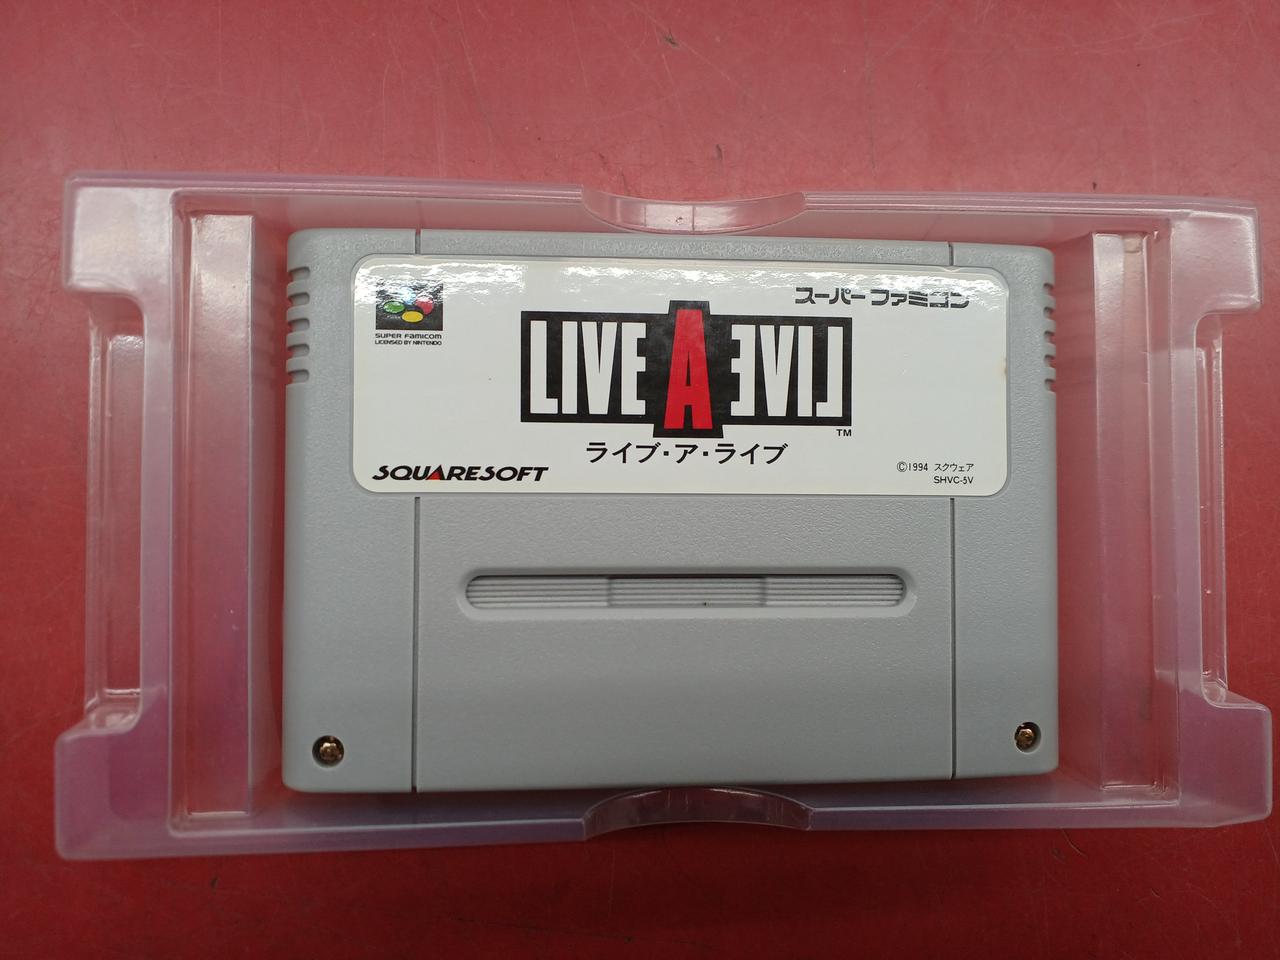 スーパーファミコン
SUPER FAMICOM
LICENSED BY NINTENDO
LIVE A EVIL
TM
ライブ・ア・ライブ
SQUARESOFT
©1994 スクウェア
SHVC-5V